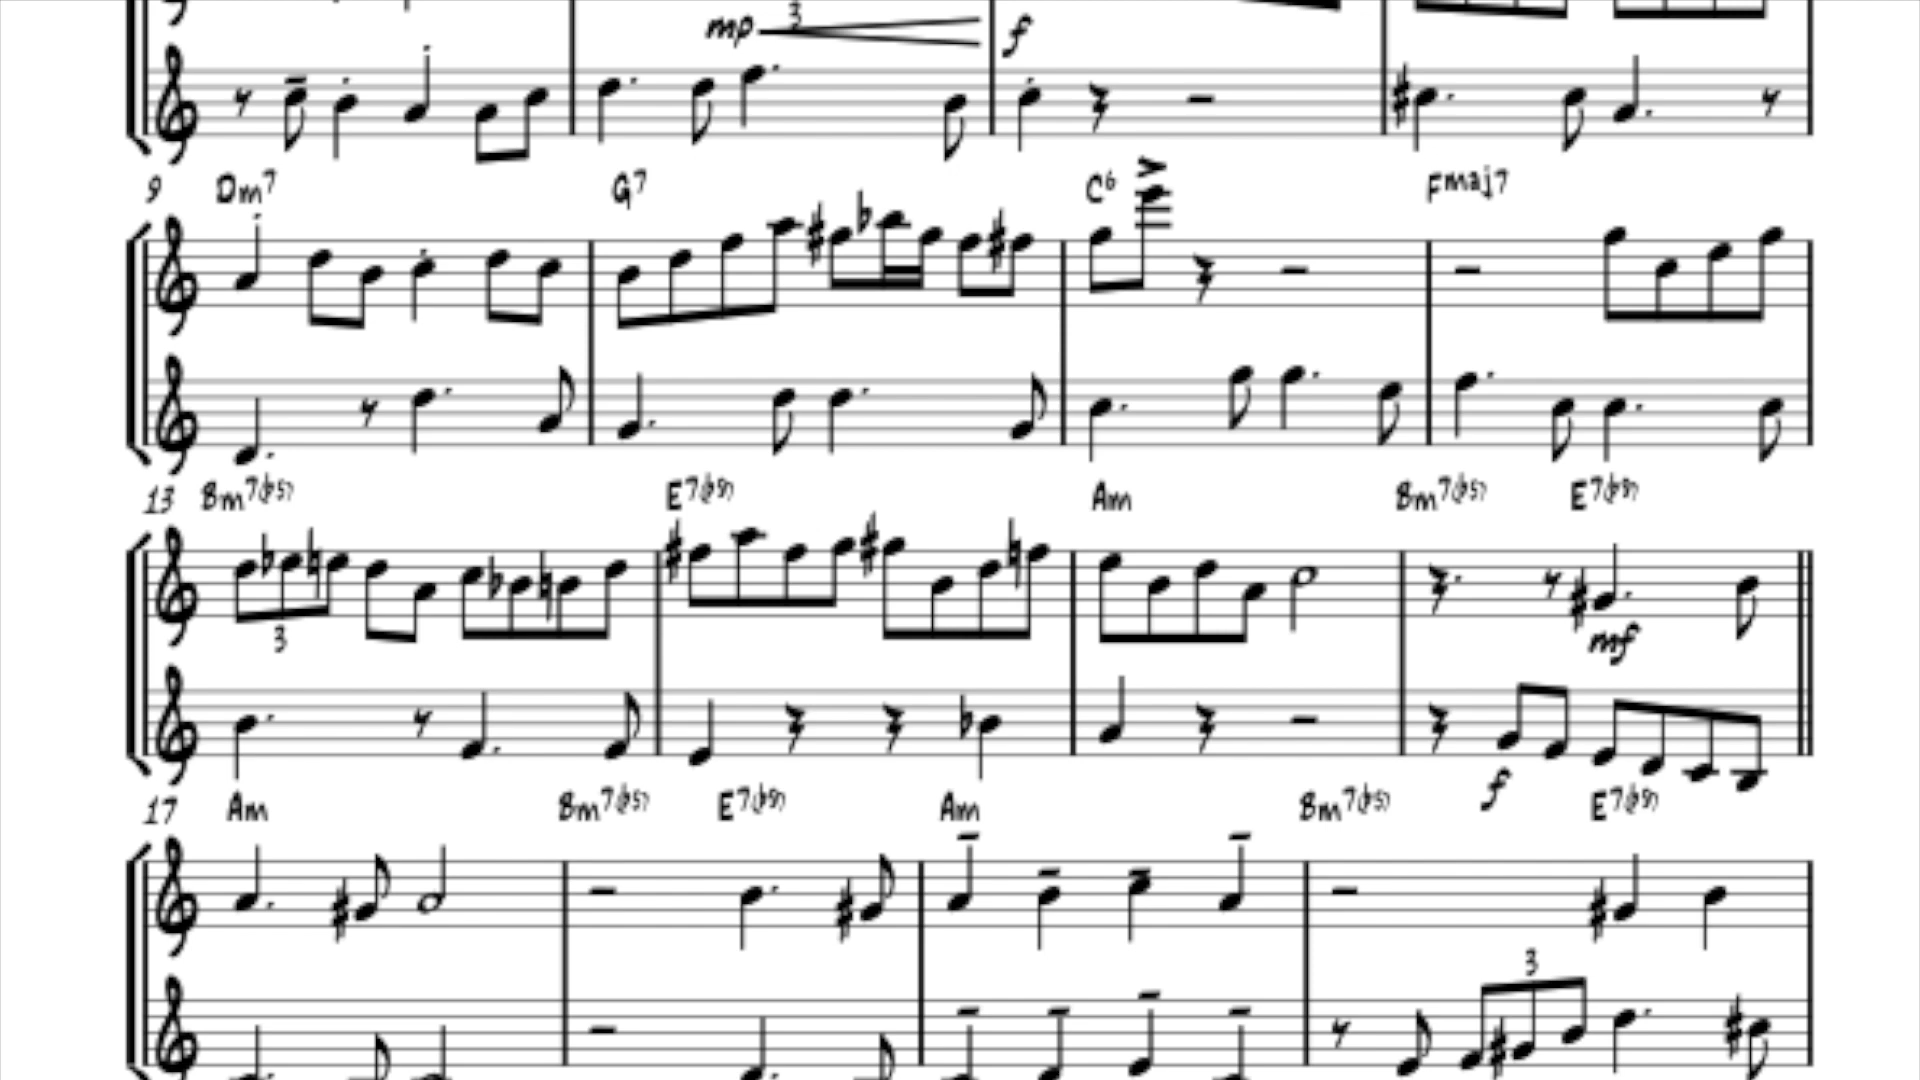 mp 3 f
9 Dm7 G7 C6 Fmaj7
13 Bm7(b5) E7(b9) Am Bm7(b5) E7(b9)
3 mf
f
17 Am Bm7(b5) E7(b9) Am Bm7(b5) E7(b9)
3